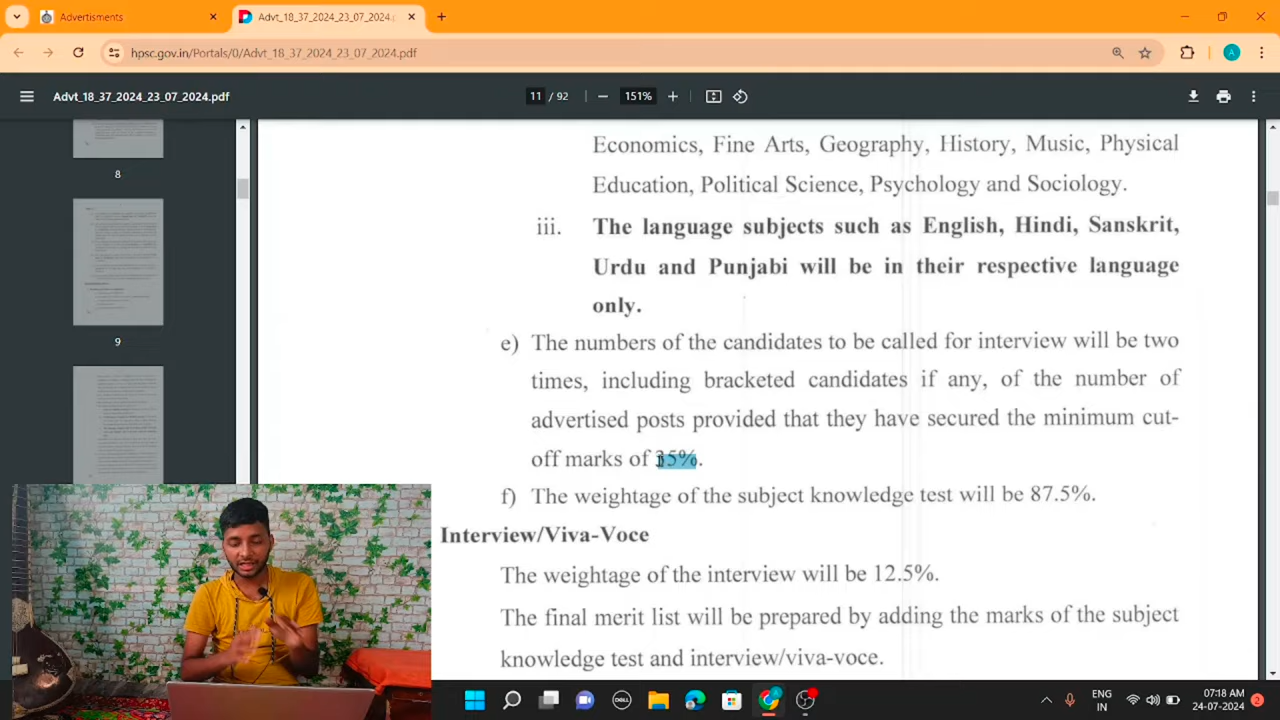 Advertisments
Advt_18_37_2024_23_07_2024.
hpsc.gov.in/Portals/0/Advt_18_37_2024_23_07_2024.pdf
A
Advt_18_37_2024_23_07_2024.pdf
11 / 92
151%
8
9
Economics, Fine Arts, Geography, History, Music, Physical
Education, Political Science, Psychology and Sociology.
iii. The language subjects such as English, Hindi, Sanskrit,
Urdu and Punjabi will be in their respective language
only.
e) The numbers of the candidates to be called for interview will be two
times, including bracketed candidates if any, of the number of
advertised posts provided that they have secured the minimum cut-
off marks of 35%.
f) The weightage of the subject knowledge test will be 87.5%.
Interview/Viva-Voce
The weightage of the interview will be 12.5%.
The final merit list will be prepared by adding the marks of the subject
knowledge test and interview/viva-voce.
DELL
ENG
IN
07:18 AM
24-07-2024
2